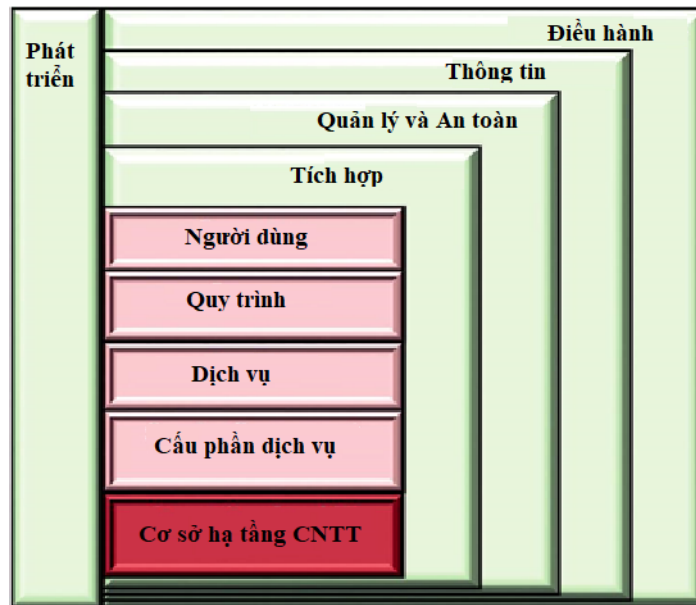 Phát
triển
Điều hành
Thông tin
Quản lý và An toàn
Tích hợp
Người dùng
Quy trình
Dịch vụ
Cấu phần dịch vụ
Cơ sở hạ tầng CNTT